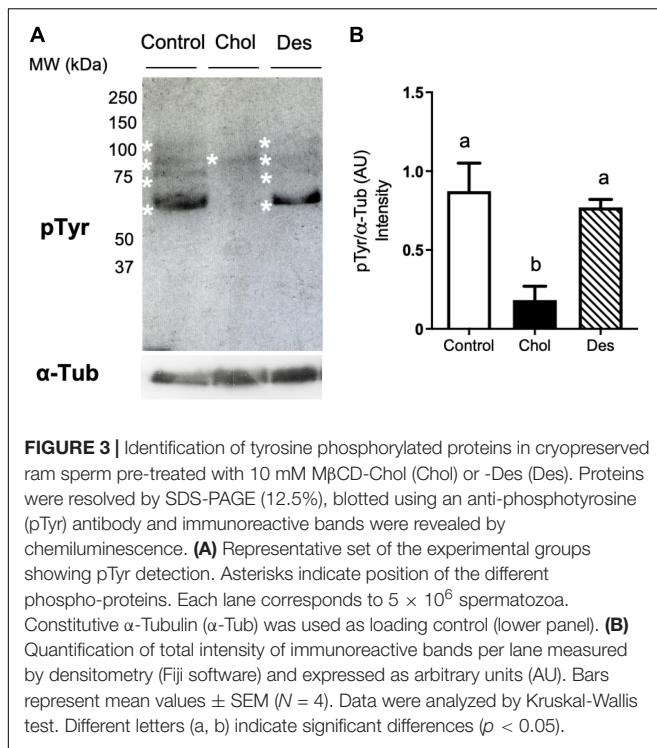 A
Control Chol Des
MW (kDa)
250
150
100
75
50
37
pTyr
* * * * * * * * *
α-Tub
B
pTyr/α-Tub (AU)
Intensity
1.5
1.0
0.5
0
a
b
a
Control Chol Des
FIGURE 3 | Identification of tyrosine phosphorylated proteins in cryopreserved
ram sperm pre-treated with 10 mM MβCD-Chol (Chol) or -Des (Des). Proteins
were resolved by SDS-PAGE (12.5%), blotted using an anti-phosphotyrosine
(pTyr) antibody and immunoreactive bands were revealed by
chemiluminescence. (A) Representative set of the experimental groups
showing pTyr detection. Asterisks indicate position of the different
phospho-proteins. Each lane corresponds to 5 × 10⁶ spermatozoa.
Constitutive α-Tubulin (α-Tub) was used as loading control (lower panel). (B)
Quantification of total intensity of immunoreactive bands per lane measured
by densitometry (Fiji software) and expressed as arbitrary units (AU). Bars
represent mean values ± SEM (N = 4). Data were analyzed by Kruskal-Wallis
test. Different letters (a, b) indicate significant differences (p < 0.05).